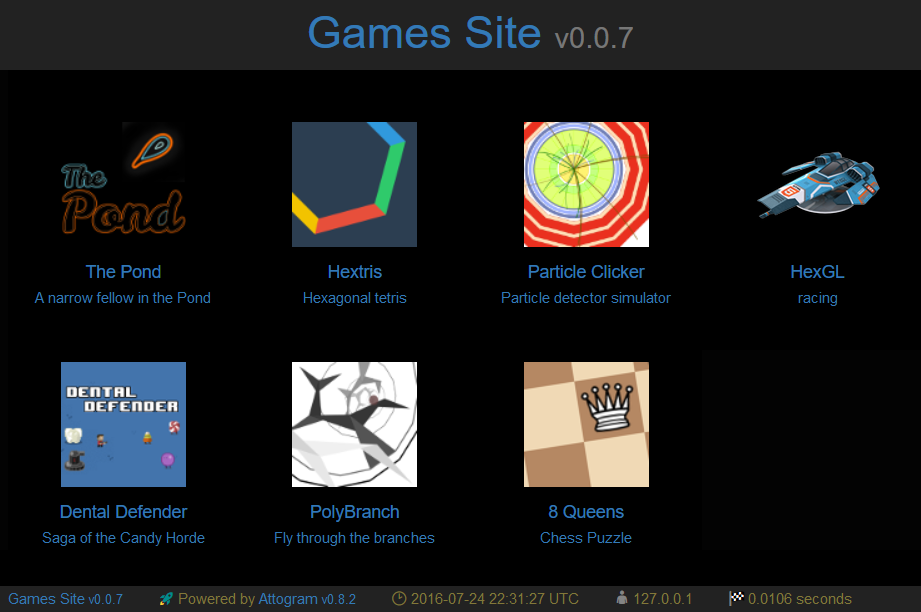 Games Site v0.0.7
The Pond
The Pond
A narrow fellow in the Pond
Hextris
Hexagonal tetris
Particle Clicker
Particle detector simulator
HexGL
racing
DENTAL DEFENDER
Dental Defender
Saga of the Candy Horde
PolyBranch
Fly through the branches
8 Queens
Chess Puzzle
Games Site v0.0.7 Powered by Attogram v0.8.2 2016-07-24 22:31:27 UTC 127.0.0.1 0.0106 seconds